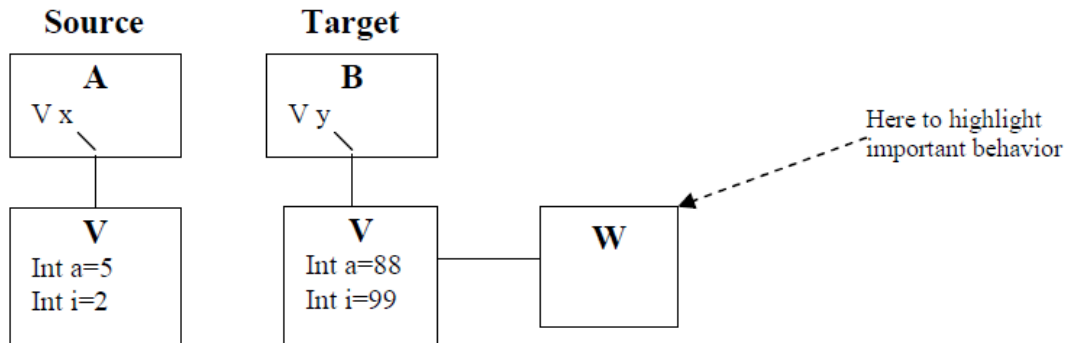 Source
Target
A
V x
B
V y
Here to highlight
important behavior
V
Int a=5
Int i=2
V
Int a=88
Int i=99
W